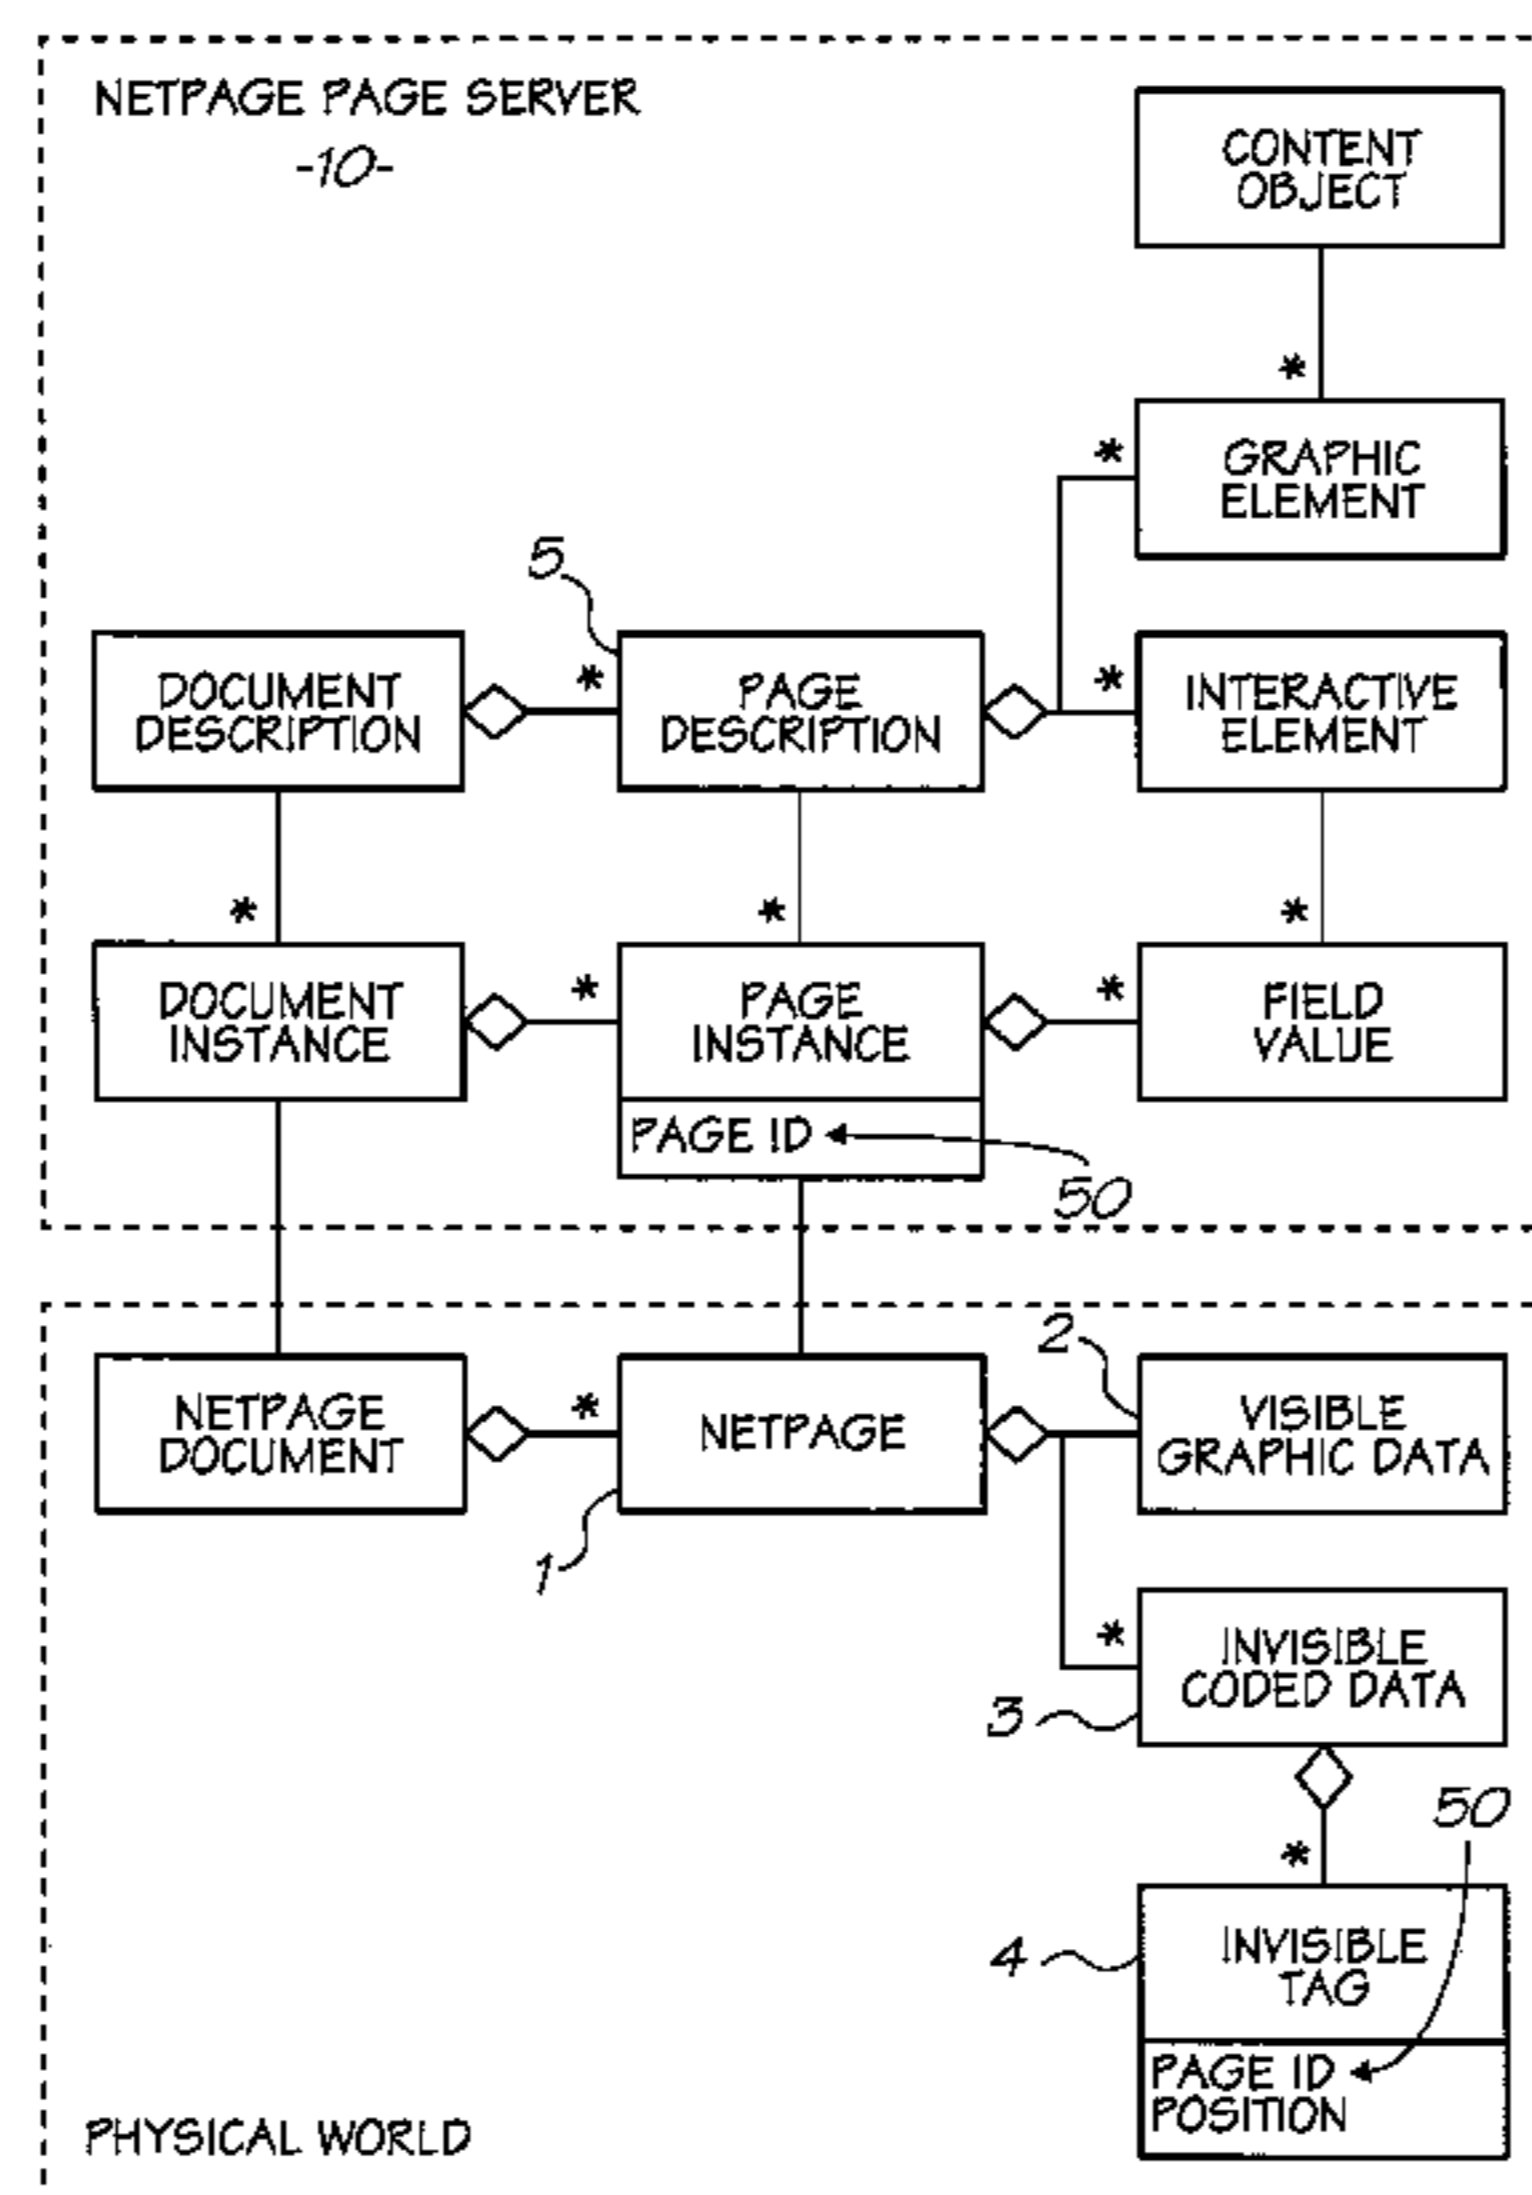 NETPAGE PAGE SERVER
-10-
CONTENT
OBJECT
*
*
GRAPHIC
ELEMENT
5
DOCUMENT
DESCRIPTION
*
PAGE
DESCRIPTION
*
INTERACTIVE
ELEMENT
*
*
*
DOCUMENT
INSTANCE
*
PAGE
INSTANCE
*
FIELD
VALUE
PAGE ID
50
2
NETPAGE
DOCUMENT
*
NETPAGE
VISIBLE
GRAPHIC DATA
1
*
INVISIBLE
CODED DATA
3
50
*
4
INVISIBLE
TAG
PAGE ID
POSITION
PHYSICAL WORLD